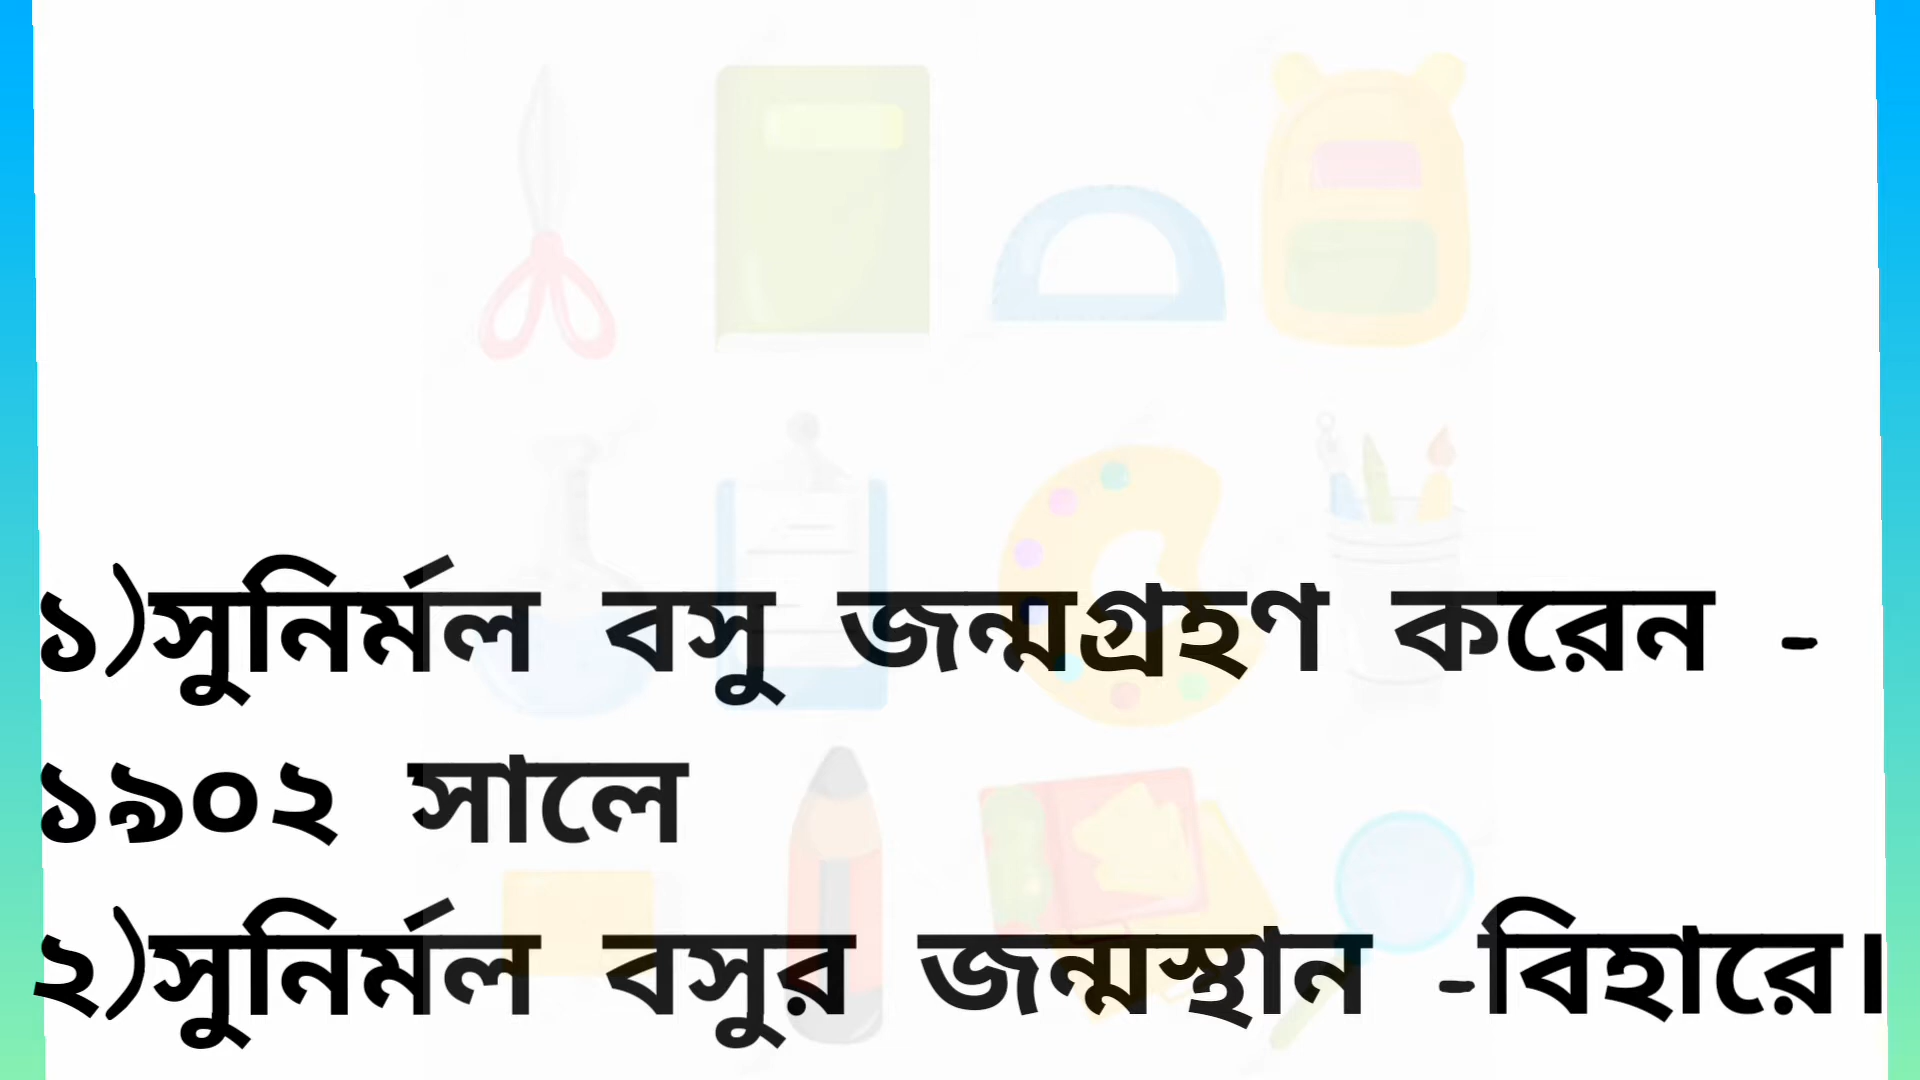 ১)সুনির্মল বসু জন্মগ্রহণ করেন -
১৯০২ সালে
২)সুনির্মল বসুর জন্মস্থান -বিহারে।